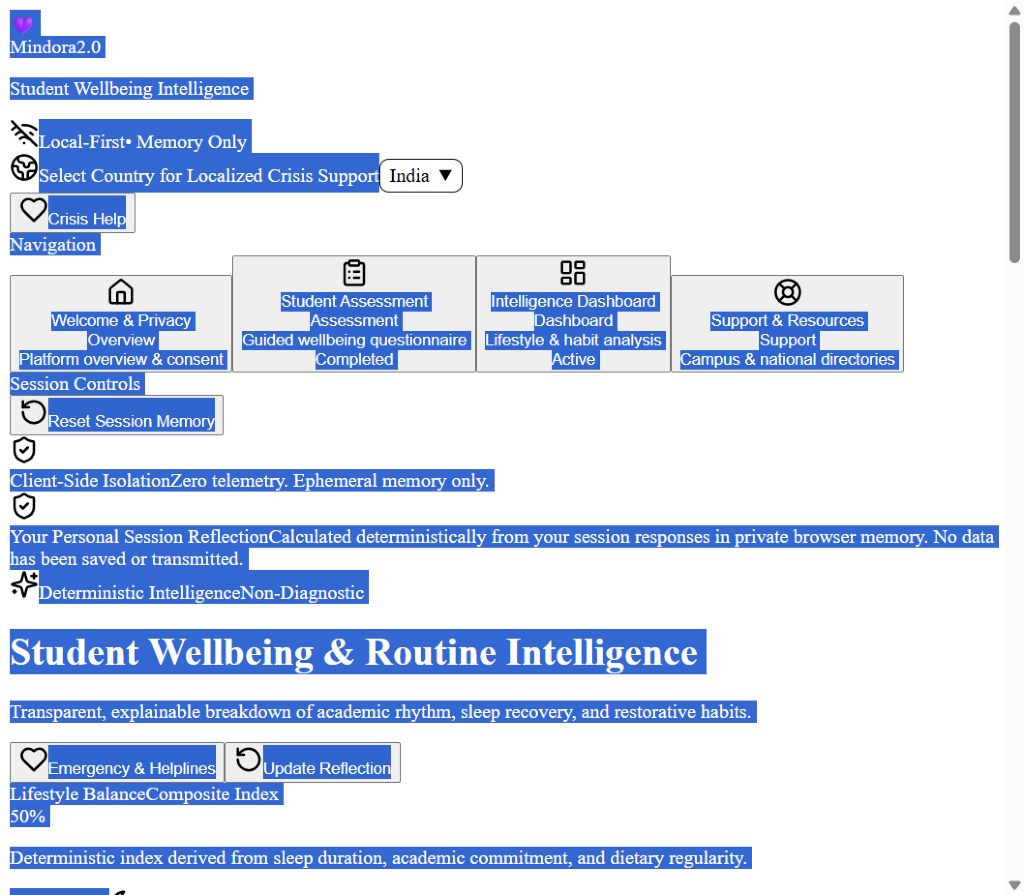 Mindora2.0
Student Wellbeing Intelligence
Local-First• Memory Only
Select Country for Localized Crisis Support India ▼
Crisis Help
Navigation
Welcome & Privacy
Overview
Platform overview & consent
Student Assessment
Assessment
Guided wellbeing questionnaire
Completed
Intelligence Dashboard
Dashboard
Lifestyle & habit analysis
Active
Support & Resources
Support
Campus & national directories
Session Controls
Reset Session Memory
Client-Side IsolationZero telemetry. Ephemeral memory only.
Your Personal Session ReflectionCalculated deterministically from your session responses in private browser memory. No data
has been saved or transmitted.
Deterministic IntelligenceNon-Diagnostic
Student Wellbeing & Routine Intelligence
Transparent, explainable breakdown of academic rhythm, sleep recovery, and restorative habits.
Emergency & Helplines
Update Reflection
Lifestyle BalanceComposite Index
50%
Deterministic index derived from sleep duration, academic commitment, and dietary regularity.